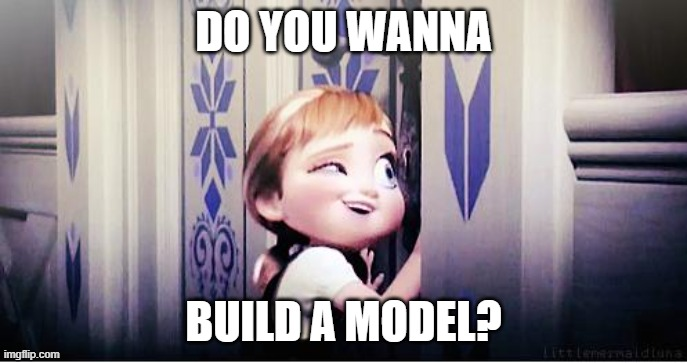 DO YOU WANNA
BUILD A MODEL?
imgflip.com
littlemermaidluna